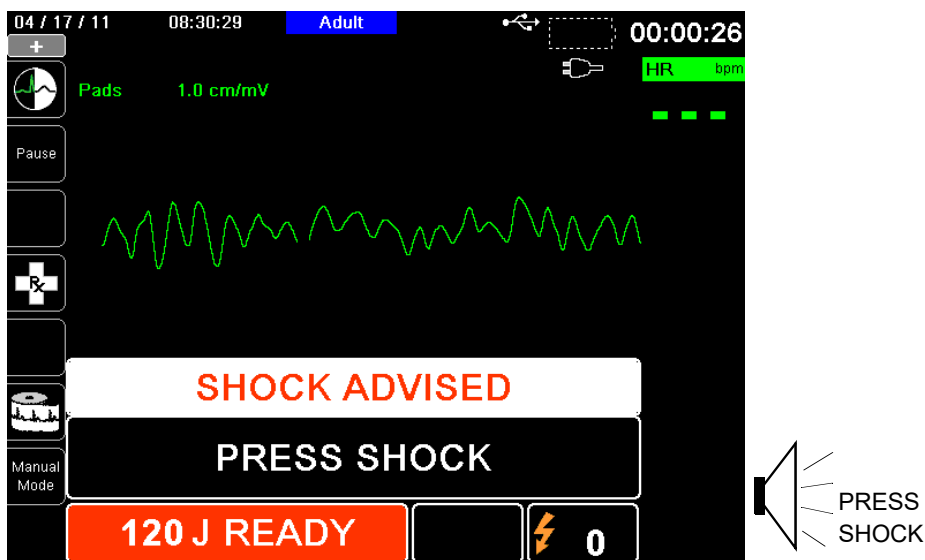 04 / 17 / 11 08:30:29 Adult 00:00:26
+
HR bpm
Pads 1.0 cm/mV
- - -
Pause
Rx
SHOCK ADVISED
PRESS SHOCK
Manual
Mode
120 J READY 0
PRESS
SHOCK